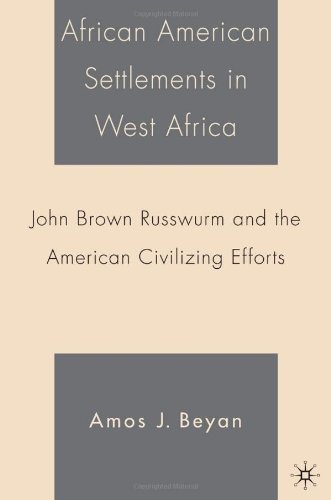 African American
Settlements in
West Africa
John Brown Russwurm and the
American Civilizing Efforts
Amos J. Beyan